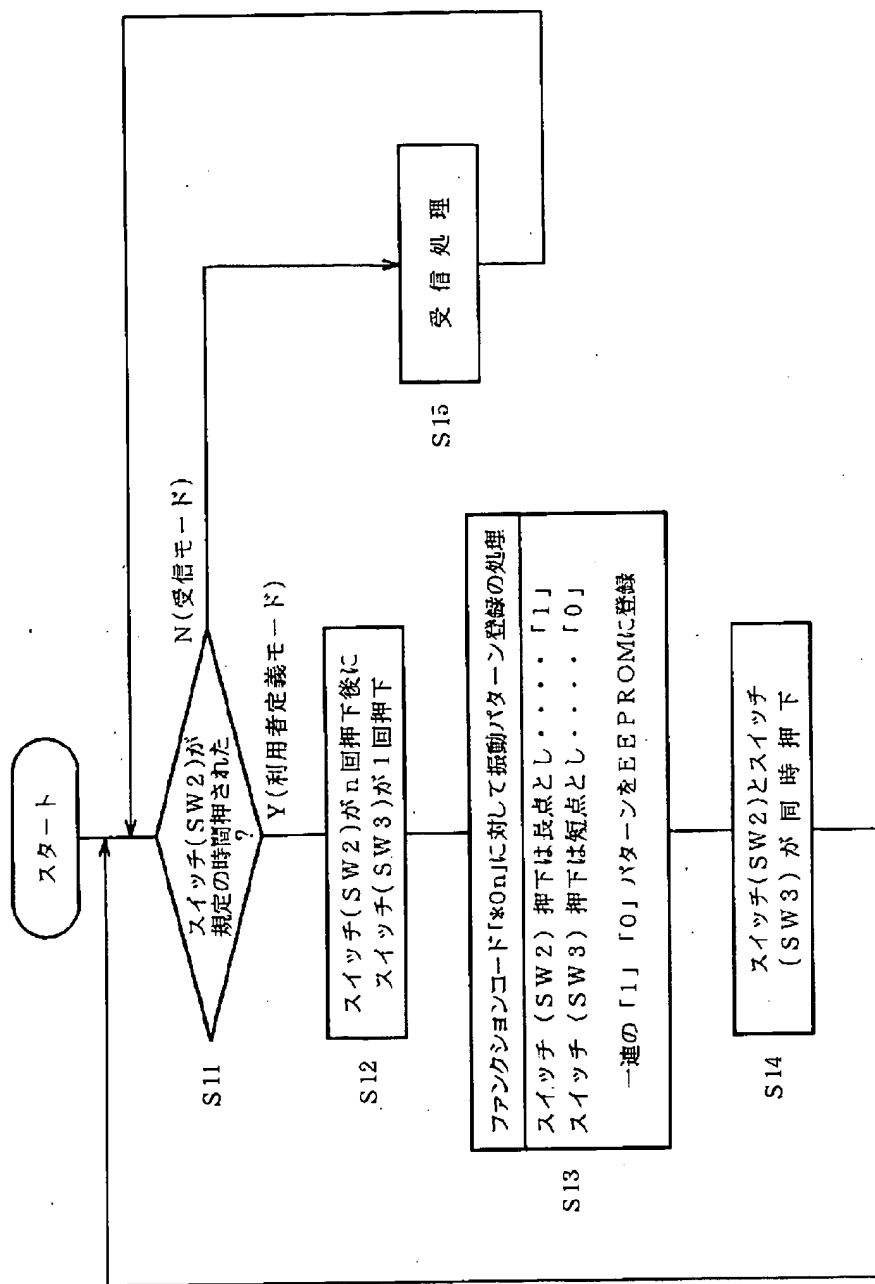 スタート
S11
スイッチ(SW2)が
規定の時間押された
?
N(受信モード)
Y(利用者定義モード)
S12
スイッチ(SW2)がn回押下後に
スイッチ(SW3)が1回押下
S15
受信処理
S13
ファンクションコード「*0n」に対して振動パターン登録の処理
スイッチ(SW2)押下は長点とし・・・・「1」
スイッチ(SW3)押下は短点とし・・・・・「0」
一連の「1」「0」パターンをEEPROMに登録
S14
スイッチ(SW2)とスイッチ
(SW3)が同時押下